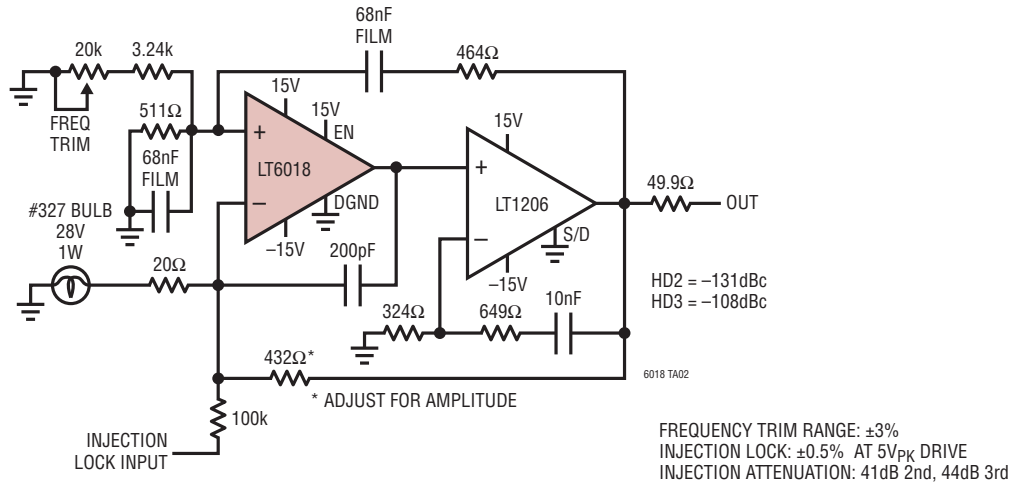 68nF
FILM
464Ω
20k
3.24k
15V
15V
EN
FREQ
TRIM
511Ω
68nF
FILM
+
LT6018
–
DGND
–15V
15V
+
LT1206
–
S/D
–15V
49.9Ω
OUT
#327 BULB
28V
1W
20Ω
200pF
324Ω
649Ω
10nF
HD2 = –131dBc
HD3 = –108dBc
6018 TA02
432Ω*
* ADJUST FOR AMPLITUDE
100k
INJECTION
LOCK INPUT
FREQUENCY TRIM RANGE: ±3%
INJECTION LOCK: ±0.5% AT 5VPK DRIVE
INJECTION ATTENUATION: 41dB 2nd, 44dB 3rd